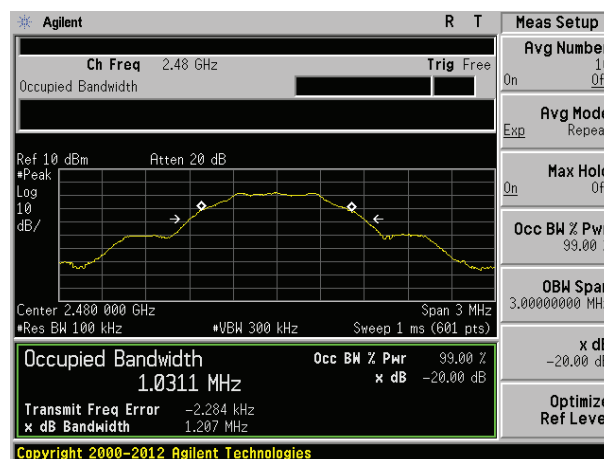 Agilent R T Meas Setup
Ch Freq 2.48 GHz Trig Free
Occupied Bandwidth
Ref 10 dBm Atten 20 dB
#Peak
Log
10
dB/
Center 2.480 000 GHz Span 3 MHz
#Res BW 100 kHz #VBW 300 kHz Sweep 1 ms (601 pts)
Occupied Bandwidth Occ BW % Pwr 99.00 %
1.0311 MHz x dB -20.00 dB
Transmit Freq Error -2.284 kHz
x dB Bandwidth 1.207 MHz
Copyright 2000-2012 Agilent Technologies
Avg Number
On
Avg Mode
Exp
Max Hold
On
Occ BW % Pwr
99.00
OBW Span
3.00000000
x dB
-20.00
Optimize
Ref Level